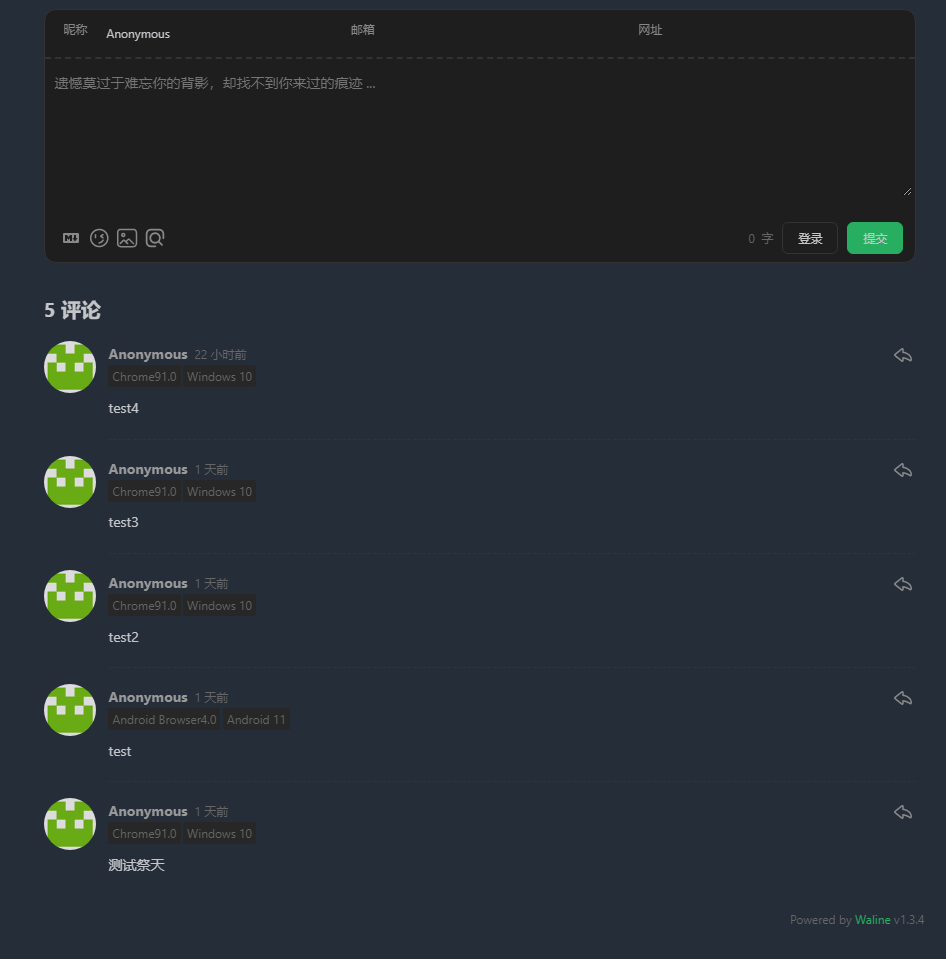 昵称 Anonymous 邮箱 网址
遗憾莫过于难忘你的背影，却找不到你来过的痕迹 ...
0 字 登录 提交
5 评论
Anonymous 22 小时前
Chrome91.0 Windows 10
test4
Anonymous 1 天前
Chrome91.0 Windows 10
test3
Anonymous 1 天前
Chrome91.0 Windows 10
test2
Anonymous 1 天前
Android Browser4.0 Android 11
test
Anonymous 1 天前
Chrome91.0 Windows 10
测试祭天
Powered by Waline v1.3.4